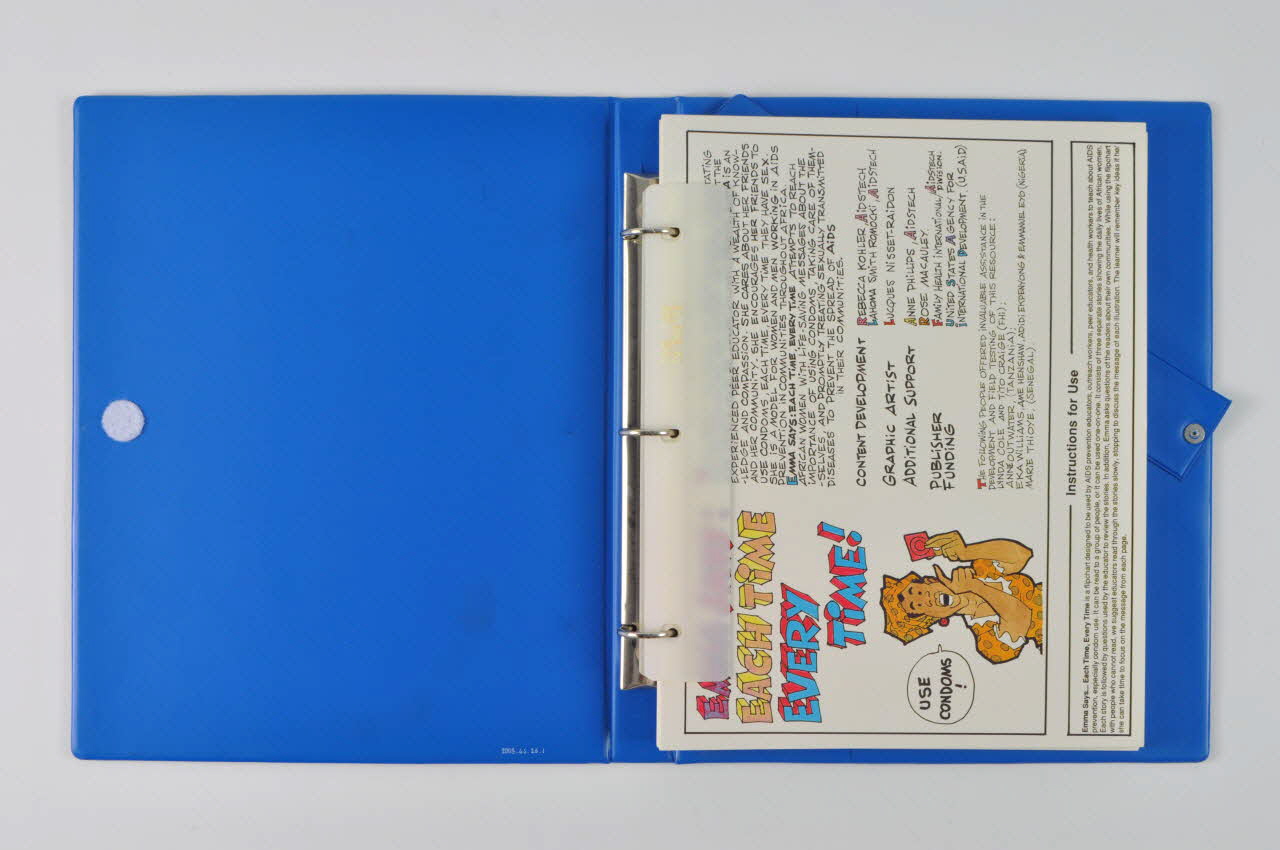 EACH TIME
EVERY
TIME!
USE
CONDOMS
!
TATING
THE
IS AN
EXPERIENCED PEER EDUCATOR WITH A WEALTH OF KNOW-
-LEDGE AND COMPASSION. SHE CARES ABOUT HER FRIENDS
AND HER COMMUNITY. SHE ENCOURAGES HER FRIENDS TO
USE CONDOMS, EACH TIME, EVERY TIME THEY HAVE SEX.
SHE IS A MODEL FOR WOMEN AND MEN WORKING IN AIDS
PREVENTION IN COMMUNITIES THROUGHOUT AFRICA.
EMMA SAYS: EACH TIME, EVERY TIME ATTEMPTS TO REACH
AFRICAN WOMEN WITH LIFE-SAVING MESSAGES ABOUT THE
IMPORTANCE OF USING CONDOMS, TAKING CARE OF THEM-
-SELVES AND PROMPTLY TREATING SEXUALLY TRANSMITTED
DISEASES TO PREVENT THE SPREAD OF AIDS
IN THEIR COMMUNITIES.
CONTENT DEVELOPMENT REBECCA KOHLER AIDSTECH
LAHOMA SMITH ROMOCKI, AIDSTECH
GRAPHIC ARTIST LUCQUES NISSET-RAIDON
ADDITIONAL SUPPORT ANNE PHILLIPS, AIDSTECH
ROSE MACAULEY.
PUBLISHER FAMILY HEALTH INTERNATIONAL, AIDSTECH DIVISION.
FUNDING UNITED STATES AGENCY FOR
INTERNATIONAL DEVELOPMENT. (U.S.AiD)
THE FOLLOWING PEOPLE OFFERED INVALUABLE ASSISTANCE IN THE
DEVELOPMENT AND FIELD TESTING OF THIS RESOURCE:
LINDA COLE AND TITO CRAIGE (FHI);
ANNE OUTWATER, (TANZANIA);
EKA WILLIAMS, AME HENSHAW, ADIDI EKPENYONG & EMMANUEL EYO (NIGERIA)
MARIE THIOYE, (SENEGAL)
Instructions for Use
Emma Says... Each Time, Every Time is a flipchart designed to be used by AIDS prevention educators, outreach workers, peer educators, and health workers to teach about AIDS
prevention, especially condom use. It can be read to a group of people, or it can be used one-on-one. It consists of three separate stories showing the daily lives of African women.
Each story is followed by questions used by the educator to review the stories. In addition, Emma asks questions of the readers about their own communities. While using the flipchart
with people who cannot read, we suggest educators read through the stories slowly, stopping to discuss the message of each illustration. The learner will remember key ideas if he/
she can take time to focus on the message from each page.